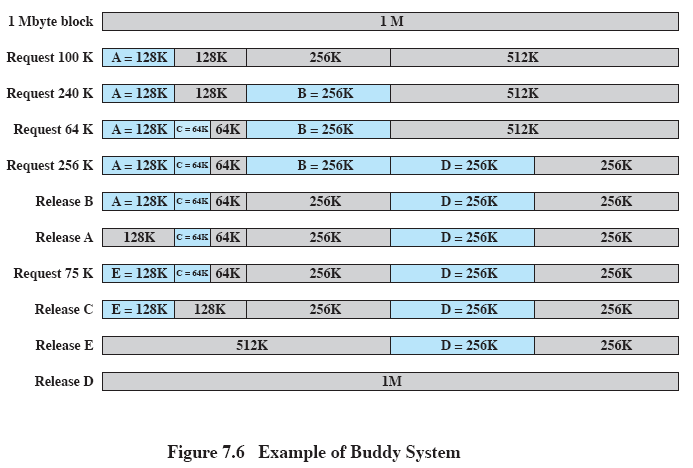 1 Mbyte block 1 M
Request 100 K A = 128K 128K 256K 512K
Request 240 K A = 128K 128K B = 256K 512K
Request 64 K A = 128K C = 64K 64K B = 256K 512K
Request 256 K A = 128K C = 64K 64K B = 256K D = 256K 256K
Release B A = 128K C = 64K 64K 256K D = 256K 256K
Release A 128K C = 64K 64K 256K D = 256K 256K
Request 75 K E = 128K C = 64K 64K 256K D = 256K 256K
Release C E = 128K 128K 256K D = 256K 256K
Release E 512K D = 256K 256K
Release D 1M
Figure 7.6 Example of Buddy System